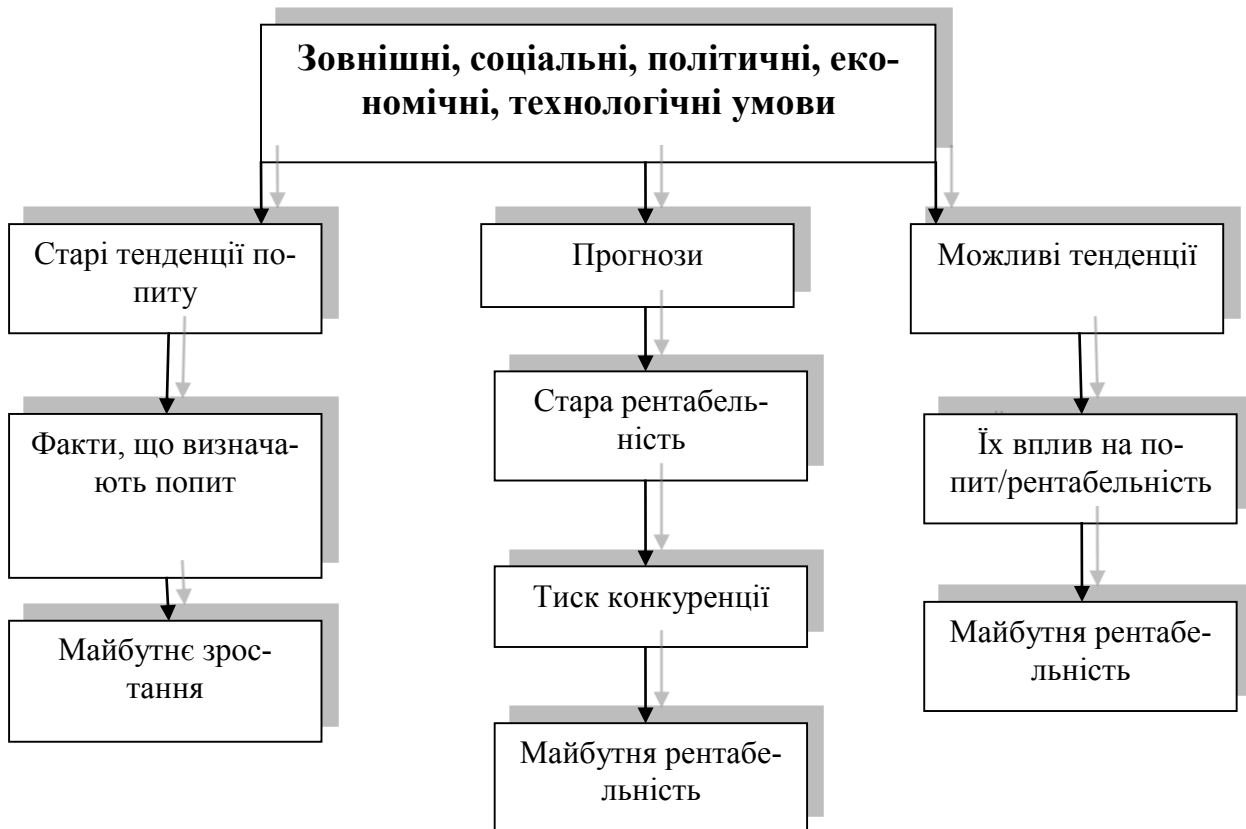 Зовнішні, соціальні, політичні, еко-
номічні, технологічні умови
Старі тенденції по-
питу
Прогнози
Можливі тенденції
Факти, що визнача-
ють попит
Стара рентабель-
ність
Їх вплив на по-
пит/рентабельність
Майбутнє зрос-
тання
Тиск конкуренції
Майбутня рентабе-
льність
Майбутня рентабе-
льність